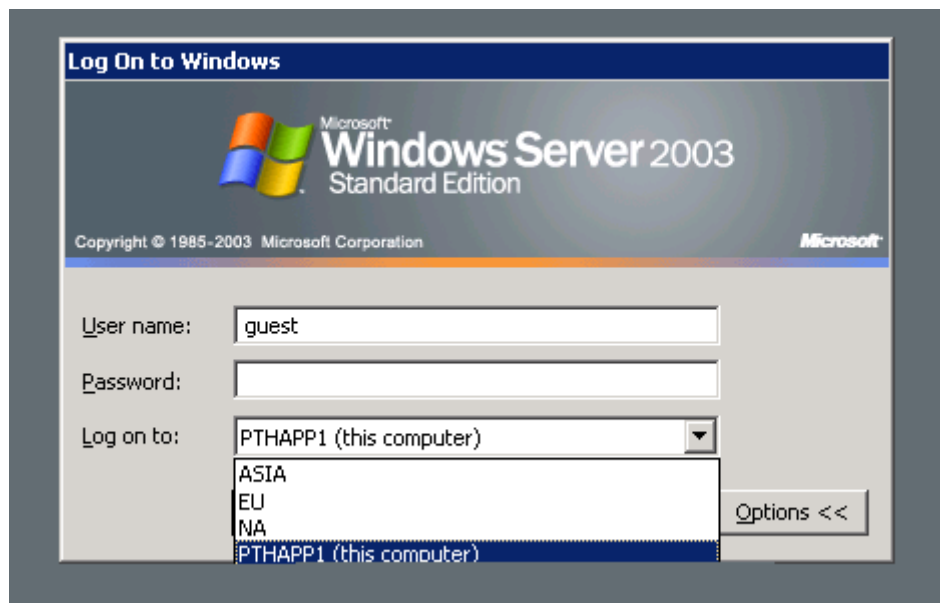 Log On to Windows
Microsoft
Windows Server 2003
Standard Edition
Copyright © 1985-2003 Microsoft Corporation
Microsoft
User name:
guest
Password:
Log on to:
PTHAPP1 (this computer)
ASIA
EU
NA
Options <<
PTHAPP1 (this computer)